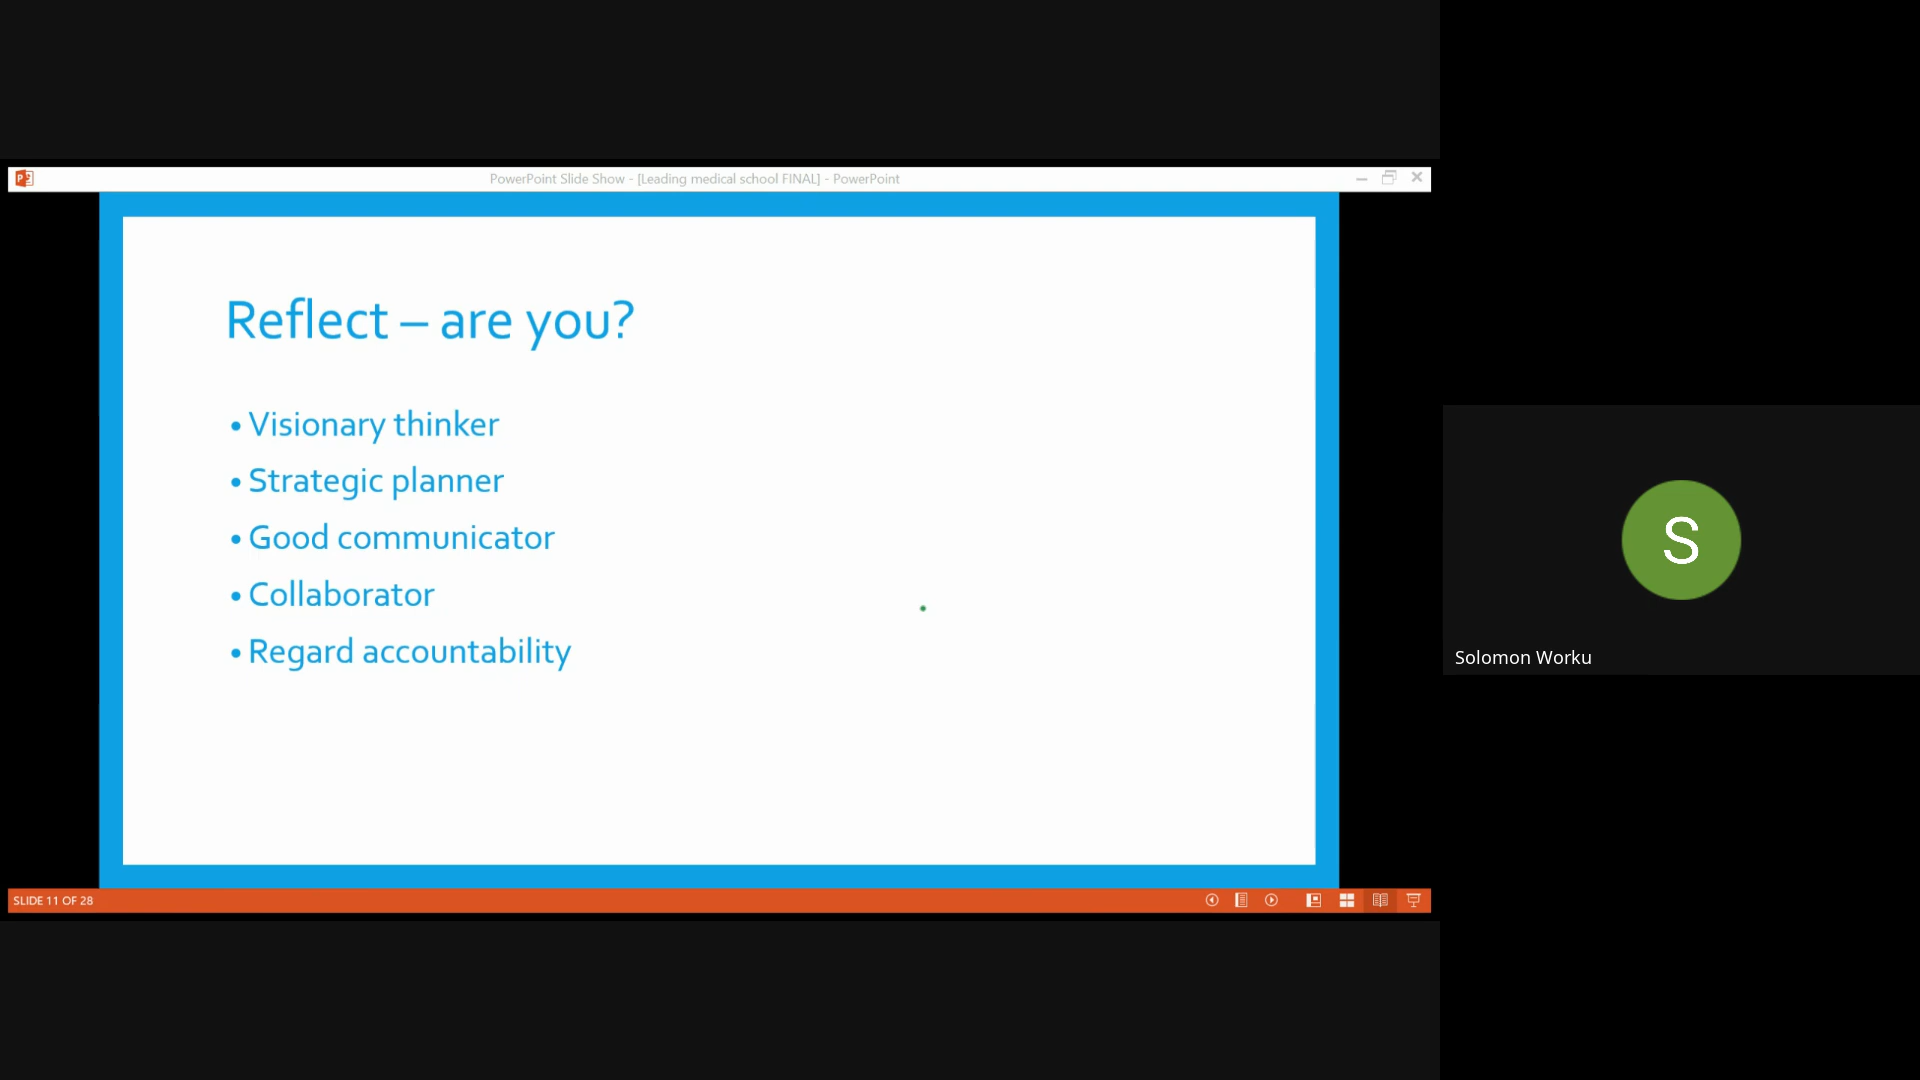 PowerPoint Slide Show - [Leading medical school FINAL] - PowerPoint
Reflect – are you?
• Visionary thinker
• Strategic planner
• Good communicator
• Collaborator
• Regard accountability
S
Solomon Worku
SLIDE 11 OF 28